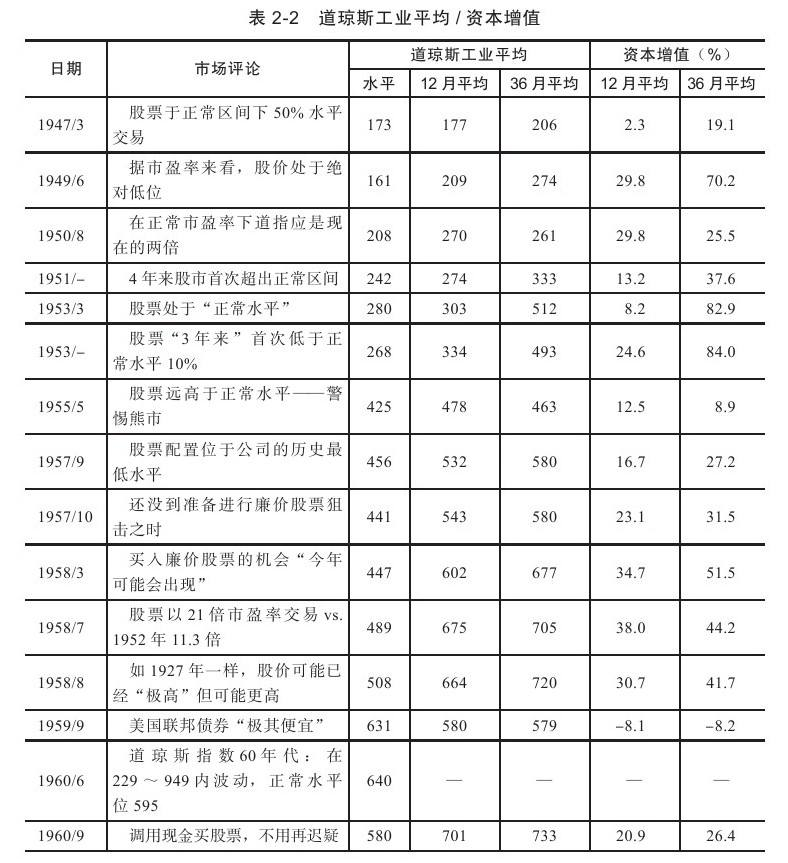 表 2-2 道琼斯工业平均 / 资本增值
日期 市场评论 道琼斯工业平均 资本增值（%）
水平 12 月平均 36 月平均 12 月平均 36 月平均
1947/3 股票于正常区间下 50% 水平
交易 173 177 206 2.3 19.1
1949/6 据市盈率来看，股价处于绝
对低位 161 209 274 29.8 70.2
1950/8 在正常市盈率下道指应是现
在的两倍 208 270 261 29.8 25.5
1951/– 4 年来股市首次超出正常区间 242 274 333 13.2 37.6
1953/3 股票处于“正常水平” 280 303 512 8.2 82.9
1953/– 股票“3 年来”首次低于正
常水平 10% 268 334 493 24.6 84.0
1955/5 股票远高于正常水平——警
惕熊市 425 478 463 12.5 8.9
1957/9 股票配置位于公司的历史最
低水平 456 532 580 16.7 27.2
1957/10 还没到准备进行廉价股票狙
击之时 441 543 580 23.1 31.5
1958/3 买入廉价股票的机会“今年
可能会出现” 447 602 677 34.7 51.5
1958/7 股票以 21 倍市盈率交易 vs.
1952 年 11.3 倍 489 675 705 38.0 44.2
1958/8 如 1927 年一样，股价可能已
经“极高”但可能更高 508 664 720 30.7 41.7
1959/9 美国联邦债券“极其便宜” 631 580 579 –8.1 –8.2
1960/6 道琼斯指数 60 年代：在
229 ～ 949 内波动，正常水平
位 595 640 — — — —
1960/9 调用现金买股票，不用再迟疑 580 701 733 20.9 26.4